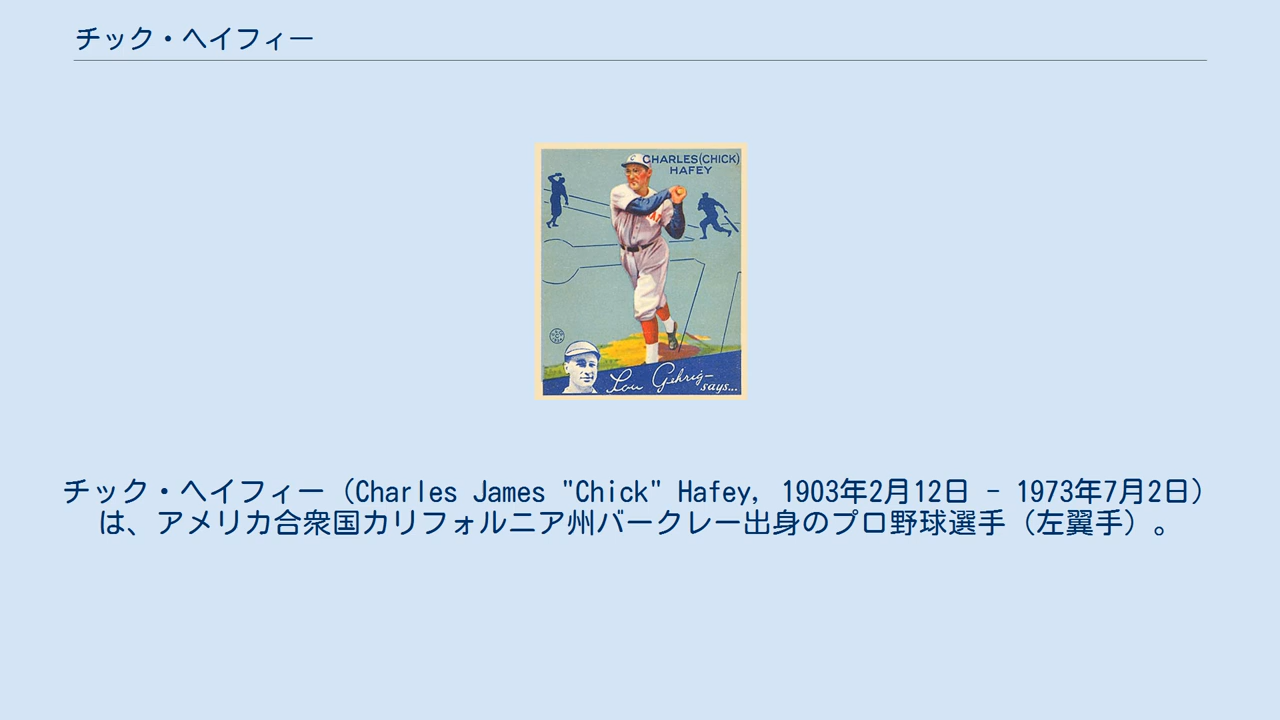 チック・ヘイフィー
CHARLES(CHICK)
HAFEY
Lou Gehrig—
says...
チック・ヘイフィー（Charles James "Chick" Hafey, 1903年2月12日 - 1973年7月2日）
は、アメリカ合衆国カリフォルニア州バークレー出身のプロ野球選手（左翼手）。